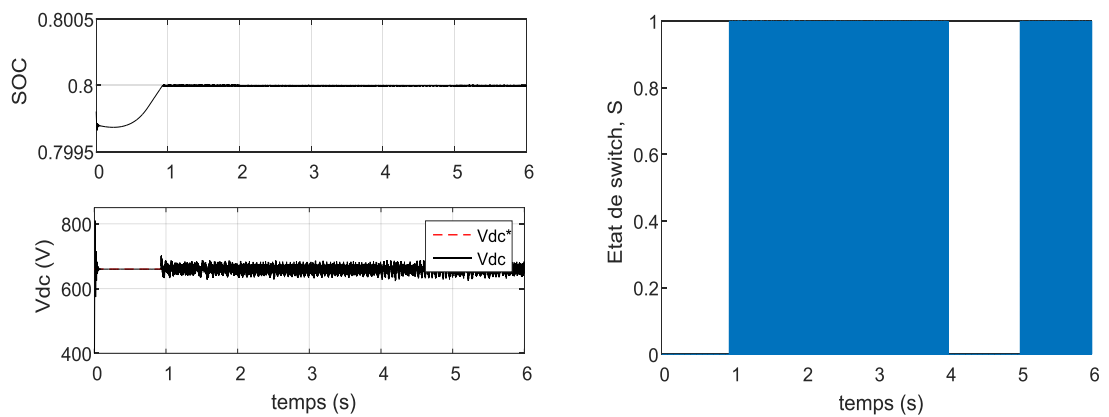 0.8005
0.8
0.7995
SOC
0 1 2 3 4 5 6
800
600
400
Vdc (V)
Vdc*
Vdc
0 1 2 3 4 5 6
temps (s)
1
0.8
0.6
0.4
0.2
0
Etat de switch, S
0 1 2 3 4 5 6
temps (s)